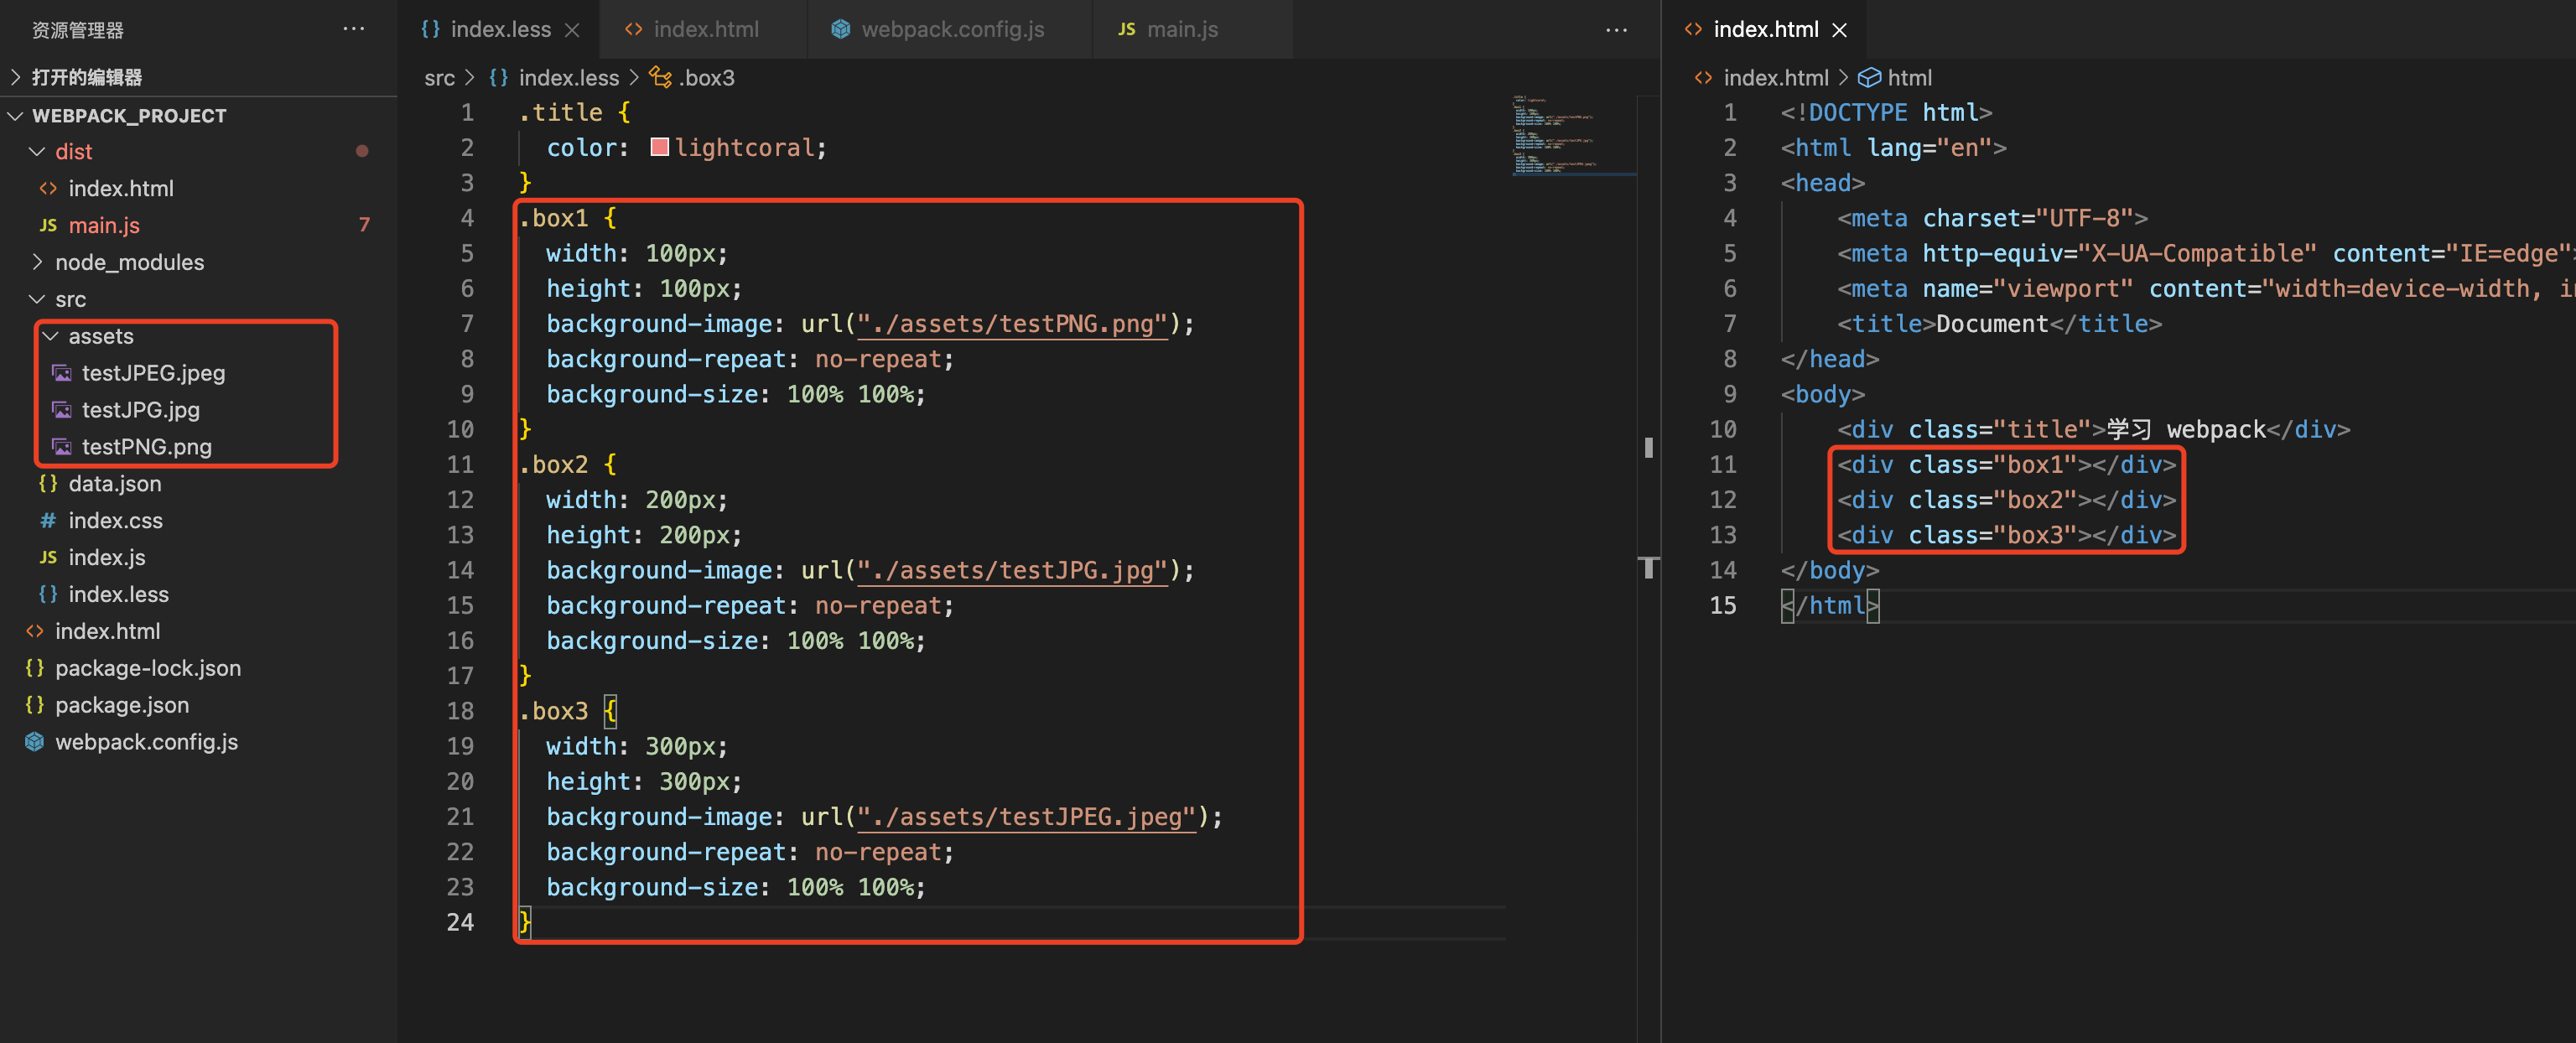 资源管理器
打开的编辑器
WEBPACK_PROJECT
dist
index.html
JS main.js 7
node_modules
src
assets
testJPEG.jpeg
testJPG.jpg
testPNG.png
{} data.json
# index.css
JS index.js
{} index.less
<> index.html
{} package-lock.json
{} package.json
webpack.config.js
{} index.less
<> index.html
webpack.config.js
JS main.js
src > {} index.less > .box3
1 .title {
2   color: lightcoral;
3 }
4 .box1 {
5   width: 100px;
6   height: 100px;
7   background-image: url("./assets/testPNG.png");
8   background-repeat: no-repeat;
9   background-size: 100% 100%;
10 }
11 .box2 {
12   width: 200px;
13   height: 200px;
14   background-image: url("./assets/testJPG.jpg");
15   background-repeat: no-repeat;
16   background-size: 100% 100%;
17 }
18 .box3 {
19   width: 300px;
20   height: 300px;
21   background-image: url("./assets/testJPEG.jpeg");
22   background-repeat: no-repeat;
23   background-size: 100% 100%;
24 }
<> index.html
<> index.html > html
1 <!DOCTYPE html>
2 <html lang="en">
3 <head>
4     <meta charset="UTF-8">
5     <meta http-equiv="X-UA-Compatible" content="IE=edge">
6     <meta name="viewport" content="width=device-width, in
7     <title>Document</title>
8 </head>
9 <body>
10     <div class="title">学习 webpack</div>
11     <div class="box1"></div>
12     <div class="box2"></div>
13     <div class="box3"></div>
14 </body>
15 </html>